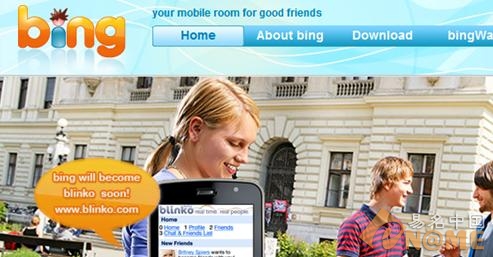 bing
your mobile room for good friends
Home
About bing
Download
bingWa
bing will become
blinko soon!
www.blinko.com
blinko real time. real people.
Home
0 Home 1 Profile 2 Friends
3 Chat & Friends List
New Friends
Britney Spiers wants to
易名中国